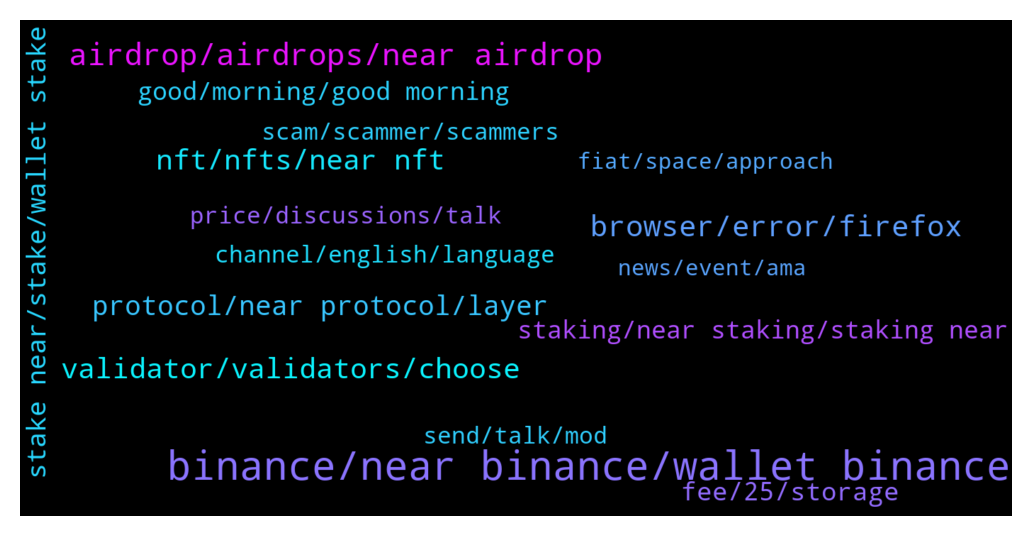 stake near/stake/wallet stake
airdrop/airdrops/near airdrop
good/morning/good morning
scam/scammer/scammers
nft/nfts/near nft
fiat/space/approach
price/discussions/talk
browser/error/firefox
channel/english/language
news/event/ama
protocol/near protocol/layer
staking/near staking/staking near
validator/validators/choose
send/talk/mod
binance/near binance/wallet binance
fee/25/storage